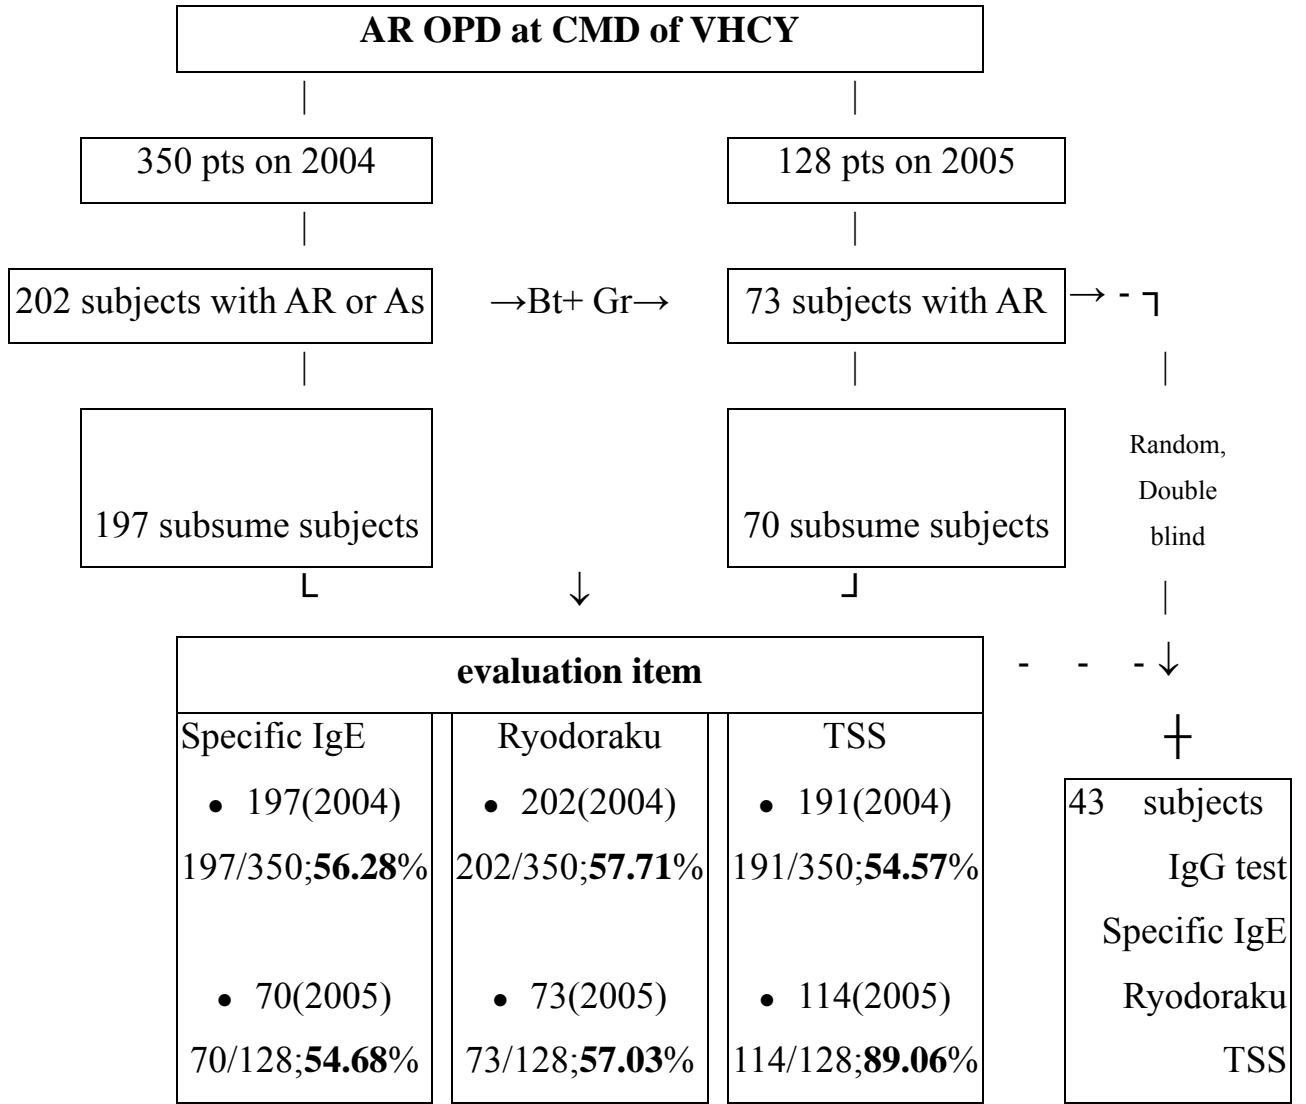 AR OPD at CMD of VHCY
350 pts on 2004
128 pts on 2005
202 subjects with AR or As
→Bt+ Gr→
73 subjects with AR
→ - ┐
197 subsume subjects
70 subsume subjects
Random,
Double
blind
└ ↓ ┘
evaluation item
- - - ↓
Specific IgE
• 197(2004)
197/350;56.28%
• 70(2005)
70/128;54.68%
Ryodoraku
• 202(2004)
202/350;57.71%
• 73(2005)
73/128;57.03%
TSS
• 191(2004)
191/350;54.57%
• 114(2005)
114/128;89.06%
┼
43 subjects
IgG test
Specific IgE
Ryodoraku
TSS